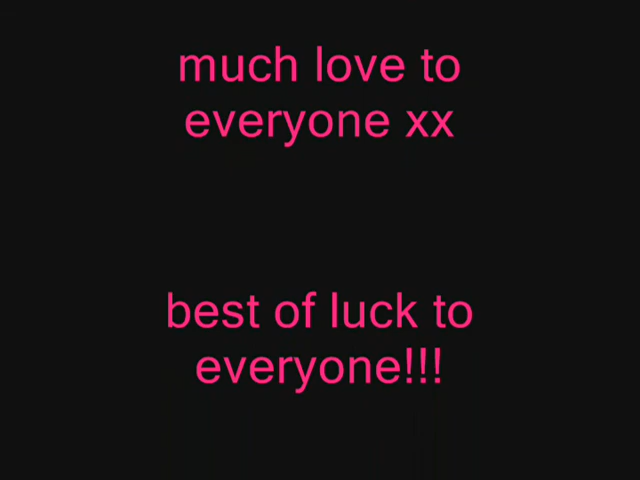 much love to
everyone xx
best of luck to
everyone!!!